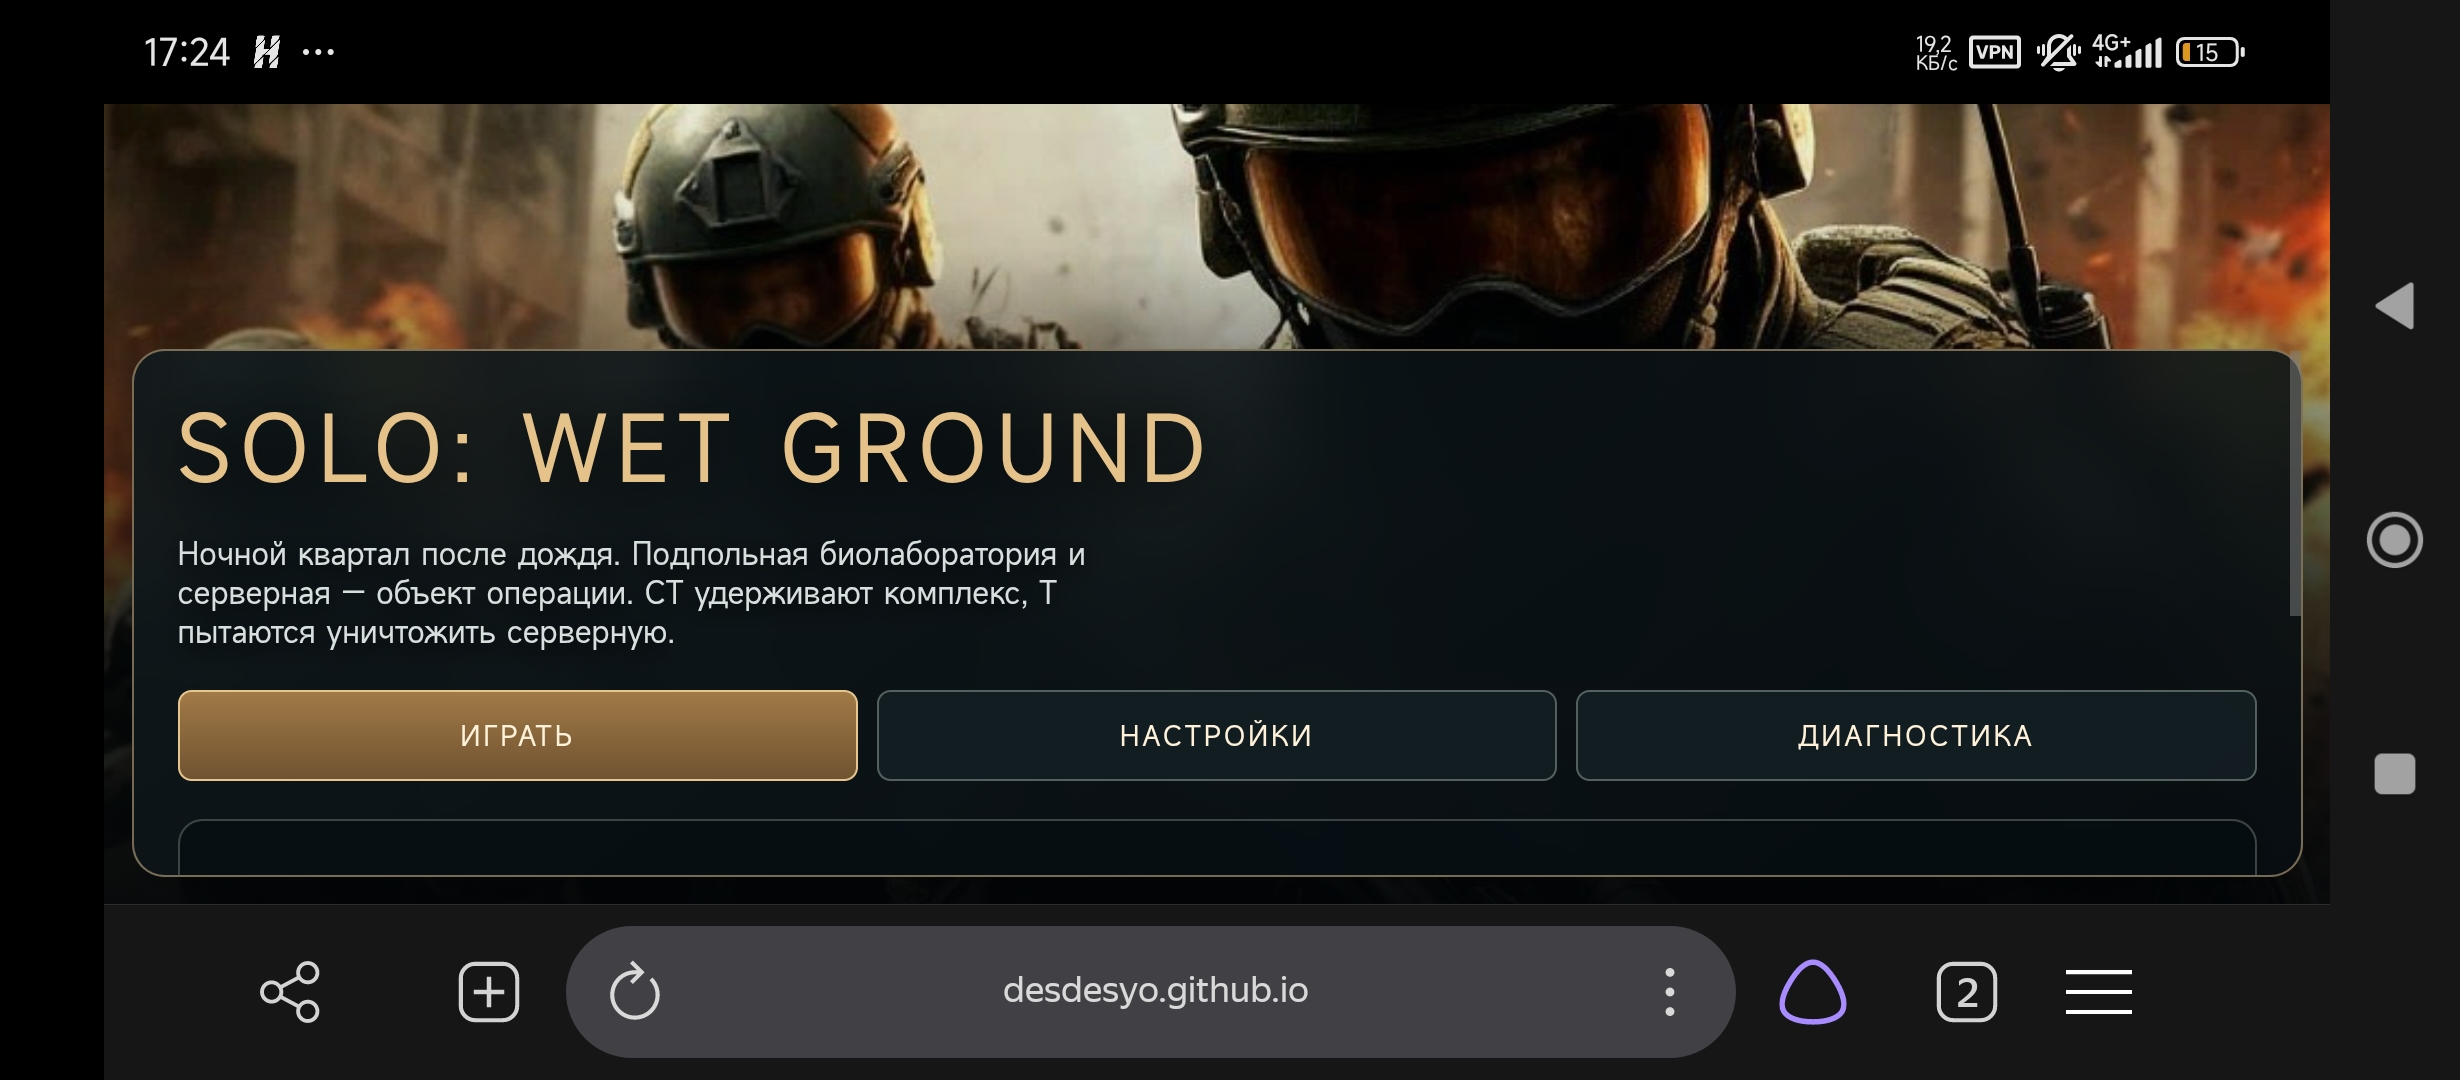 17:24
19,2
КБ/с
VPN
4G+
15
SOLO: WET GROUND
Ночной квартал после дождя. Подпольная биолаборатория и
серверная — объект операции. СТ удерживают комплекс, Т
пытаются уничтожить серверную.
ИГРАТЬ
НАСТРОЙКИ
ДИАГНОСТИКА
desdesyo.github.io
2